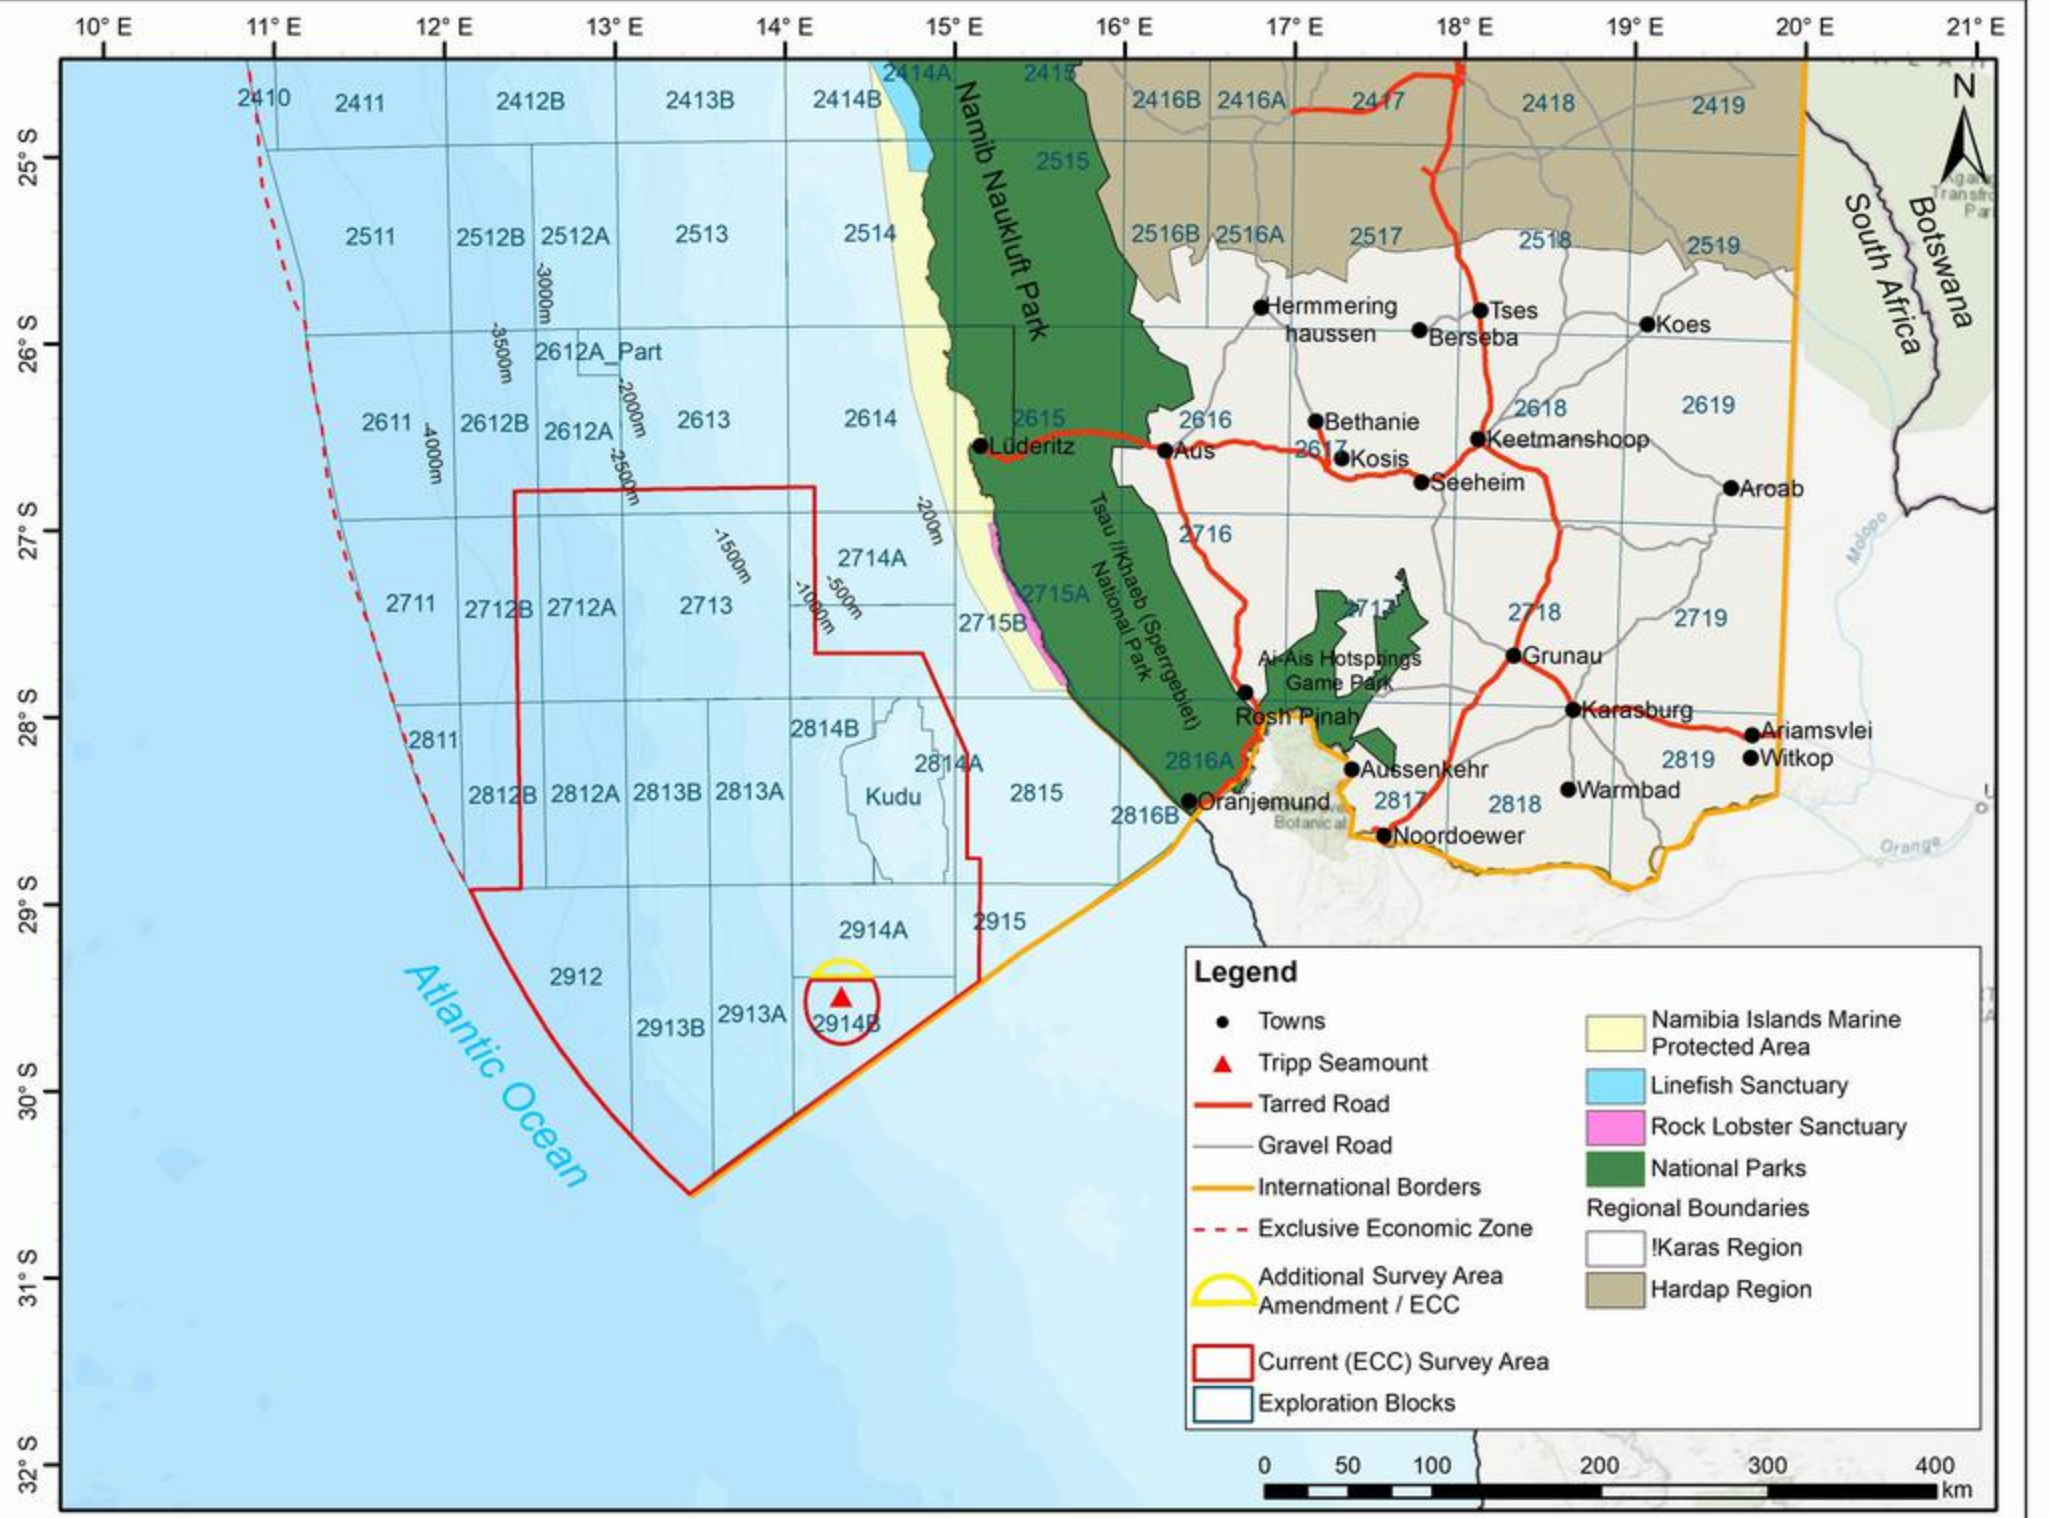 10° E 11° E 12° E 13° E 14° E 15° E 16° E 17° E 18° E 19° E 20° E 21° E
25° S
26° S
27° S
28° S
29° S
30° S
31° S
32° S
2410 2411 2412B 2413B 2414B 2414A 2415 2416B 2416A 2417 2418 2419
N
2511 2512B 2512A 2513 2514 2515 2516B 2516A 2517 2518 2519
Namib Naukluft Park
Botswana
South Africa
-3000m
-3500m
-4000m
-2000m
-2500m
-1500m
-1000m
-500m
-200m
2612A_Part
2611 2612B 2612A 2613 2614 2615 2616 2617 2618 2619
Hermmering
haussen
Tses
Berseba
Koes
Bethanie
Lüderitz
Aus
Kosis
Keetmanshoop
Seeheim
Aroab
2711 2712B 2712A 2713 2714A 2715B 2715A 2716 2717 2718 2719
Tsau //Khaeb (Sperrgebiet)
National Park
Ai-Ais Hotsprings
Game Park
Molopo
Grunau
Rosh Pinah
Karasburg
Ariamsvlei
Witkop
2811 2812B 2812A 2813B 2813A 2814B 2814A 2815 2816B 2816A 2817 2818 2819
Kudu
Aussenkehr
Oranjemund
Botanical
Warmbad
Noordoewer
Orange
2912 2913B 2913A 2914A 2914B 2915
Atlantic Ocean
Legend
Towns
Tripp Seamount
Tarred Road
Gravel Road
International Borders
Exclusive Economic Zone
Additional Survey Area
Amendment / ECC
Current (ECC) Survey Area
Exploration Blocks
Namibia Islands Marine
Protected Area
Linefish Sanctuary
Rock Lobster Sanctuary
National Parks
Regional Boundaries
!Karas Region
Hardap Region
0 50 100 200 300 400
km